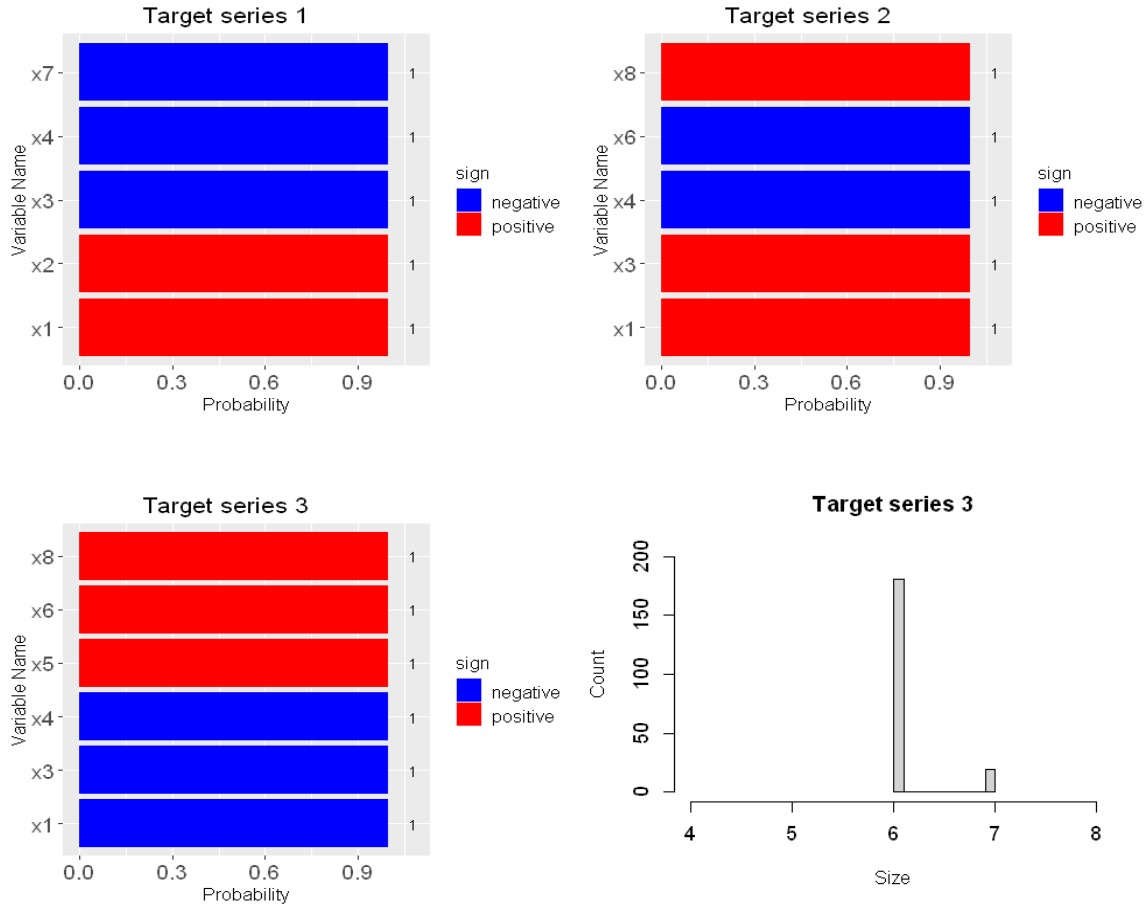 Target series 1
Variable Name
x7
1
x4
1
x3
1
x2
1
x1
1
0.0 0.3 0.6 0.9
Probability
sign
negative
positive
Target series 2
Variable Name
x8
1
x6
1
x4
1
x3
1
x1
1
0.0 0.3 0.6 0.9
Probability
sign
negative
positive
Target series 3
Variable Name
x8
1
x6
1
x5
1
x4
1
x3
1
x1
1
0.0 0.3 0.6 0.9
Probability
sign
negative
positive
Target series 3
Count
200
150
100
50
0
4 5 6 7 8
Size